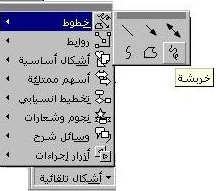 خطوط
روابط
أشكال أساسية
أسهم ممتلئة
تخطيط انسيابي
نجوم وشعارات
وسائل شرح
أزرار إجراءات
أشكال تلقائية
خربشة